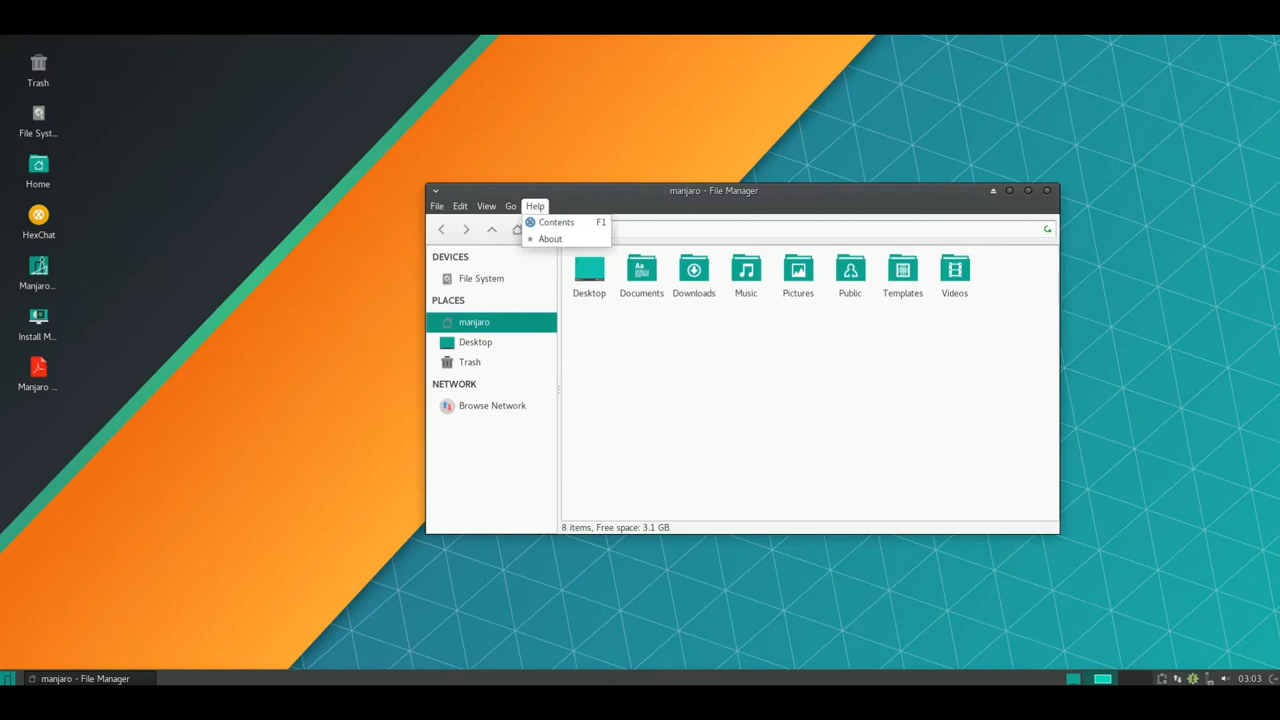 Trash
File Syst...
Home
HexChat
Manjaro...
Install M...
Manjaro ...
manjaro - File Manager
File Edit View Go Help
Contents F1
About
DEVICES
File System
PLACES
manjaro
Desktop
Trash
NETWORK
Browse Network
Desktop Documents Downloads Music Pictures Public Templates Videos
8 items, Free space: 3.1 GB
manjaro - File Manager
03:03